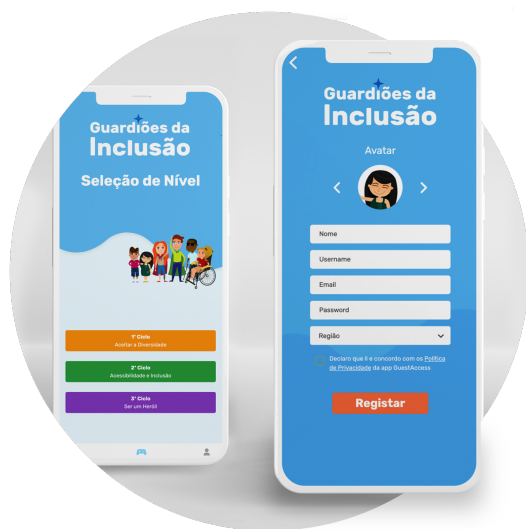 Guardiões da
Inclusão
Seleção de Nível
1º Ciclo
Aceitar a Diversidade
2º Ciclo
Acessibilidade e Inclusão
3º Ciclo
Ser um Herói!
Guardiões da
Inclusão
Avatar
Nome
Username
Email
Password
Região
Declaro que li e concordo com os Política
de Privacidade da app GuestAccess
Registar